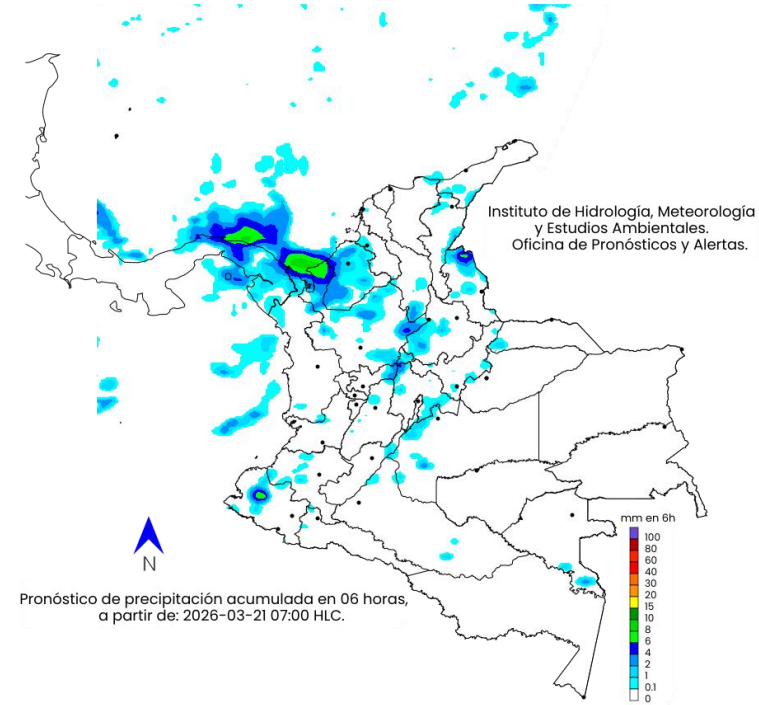 Instituto de Hidrología, Meteorología
y Estudios Ambientales.
Oficina de Pronósticos y Alertas.
mm en 6h
100
80
60
40
30
20
15
10
8
6
4
2
1
0.1
0
N
Pronóstico de precipitación acumulada en 06 horas,
a partir de: 2026-03-21 07:00 HLC.